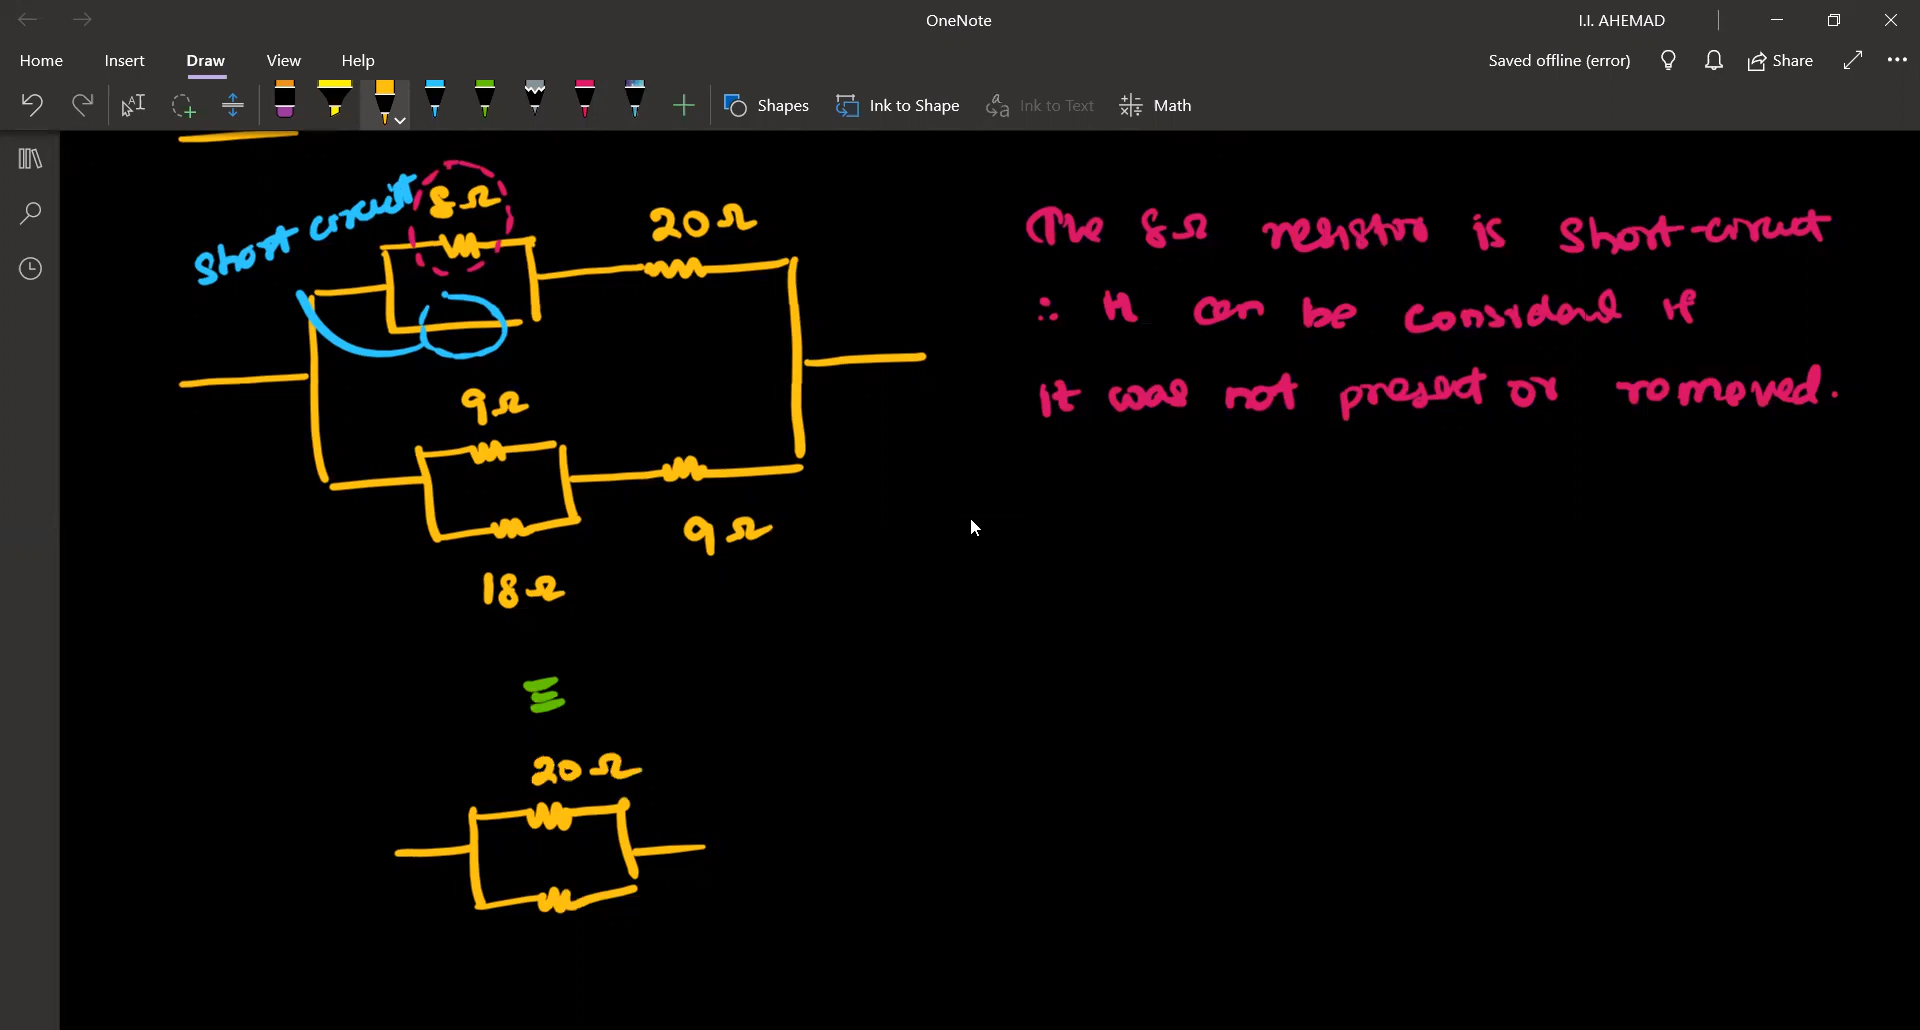 OneNote
I.I. AHEMAD
Home Insert Draw View Help
Saved offline (error)
Share
Shapes
Ink to Shape
Ink to Text
Math
Short circuit
8Ω
20Ω
9Ω
9Ω
18Ω
≡
20Ω
The 8Ω resistor is Short-circuit
∴ It can be considerd if
it was not present or romoved.